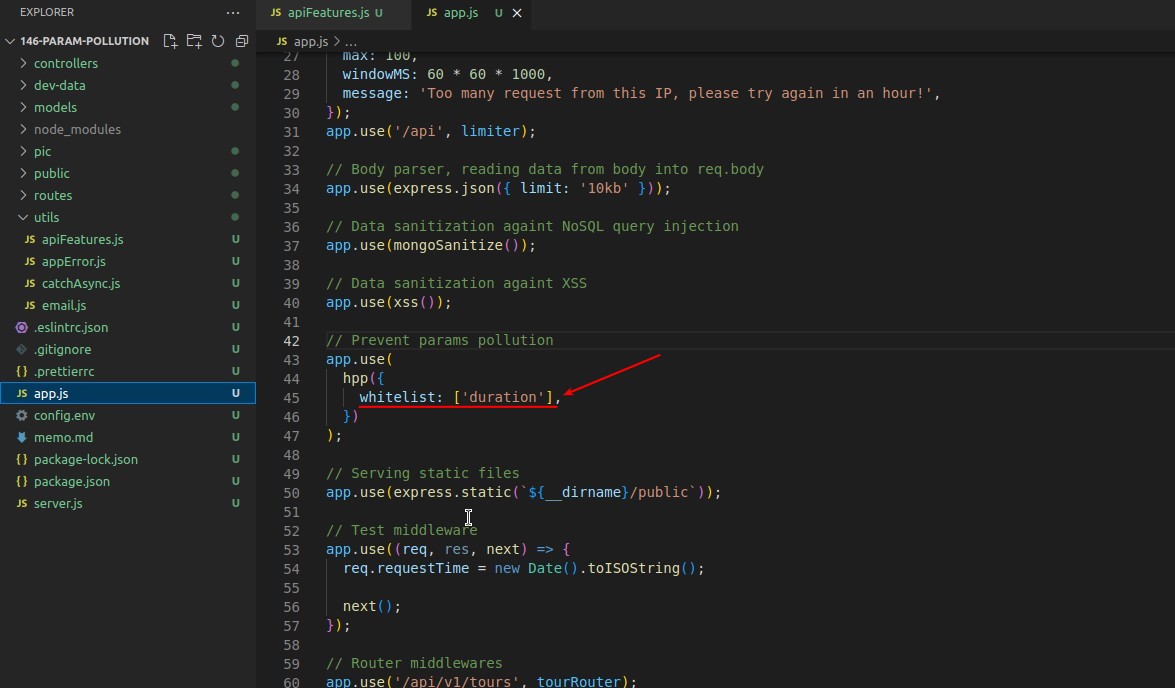 EXPLORER
146-PARAM-POLLUTION
controllers
dev-data
models
node_modules
pic
public
routes
utils
JS apiFeatures.js U
JS appError.js U
JS catchAsync.js U
JS email.js U
.eslintrc.json U
.gitignore U
{} .prettierrc U
JS app.js U
config.env U
memo.md U
{} package-lock.json U
{} package.json U
JS server.js U
JS apiFeatures.js U
JS app.js U
JS app.js > ...
27 max: 100,
28 windowMS: 60 * 60 * 1000,
29 message: 'Too many request from this IP, please try again in an hour!',
30 });
31 app.use('/api', limiter);
32
33 // Body parser, reading data from body into req.body
34 app.use(express.json({ limit: '10kb' }));
35
36 // Data sanitization againt NoSQL query injection
37 app.use(mongoSanitize());
38
39 // Data sanitization againt XSS
40 app.use(xss());
41
42 // Prevent params pollution
43 app.use(
44 hpp({
45 whitelist: ['duration'],
46 })
47 );
48
49 // Serving static files
50 app.use(express.static(`${__dirname}/public`));
51
52 // Test middleware
53 app.use((req, res, next) => {
54 req.requestTime = new Date().toISOString();
55
56 next();
57 });
58
59 // Router middlewares
60 app.use('/api/v1/tours', tourRouter);